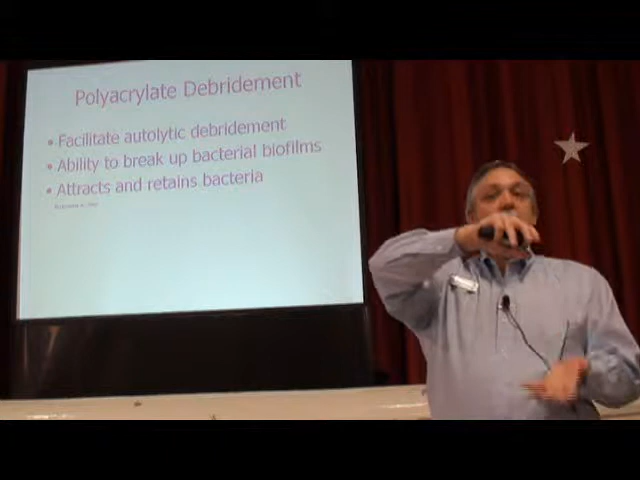 Polyacrylate Debridement
• Facilitate autolytic debridement
• Ability to break up bacterial biofilms
• Attracts and retains bacteria